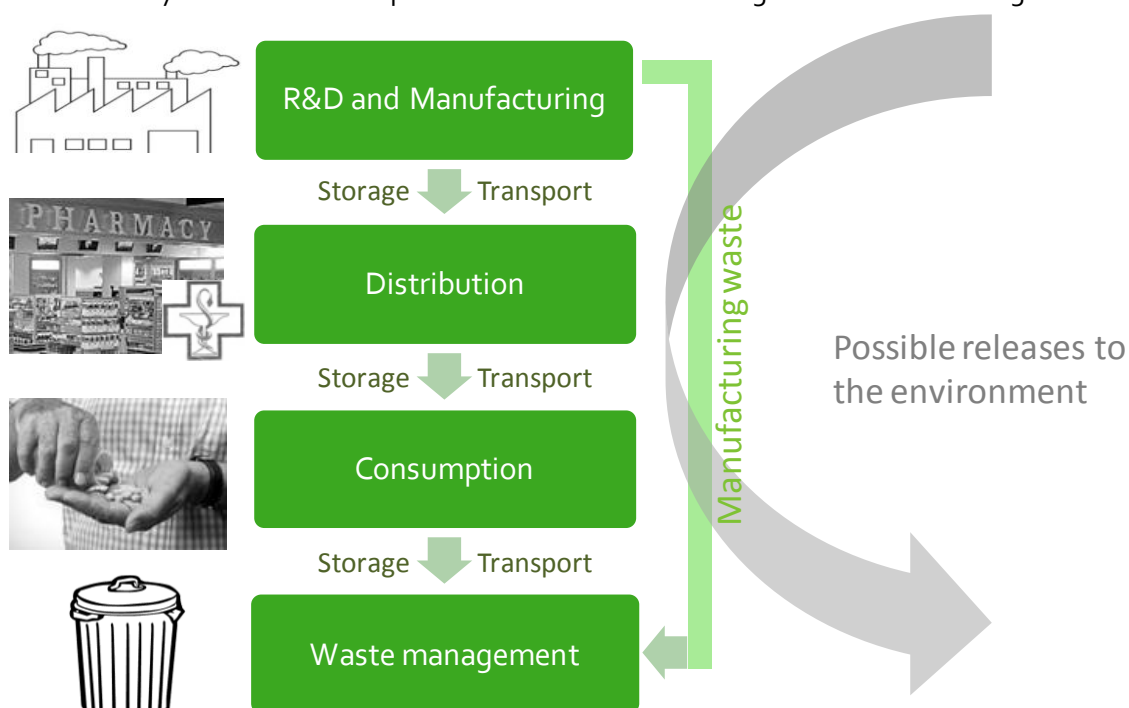 R&D and Manufacturing
Storage Transport
PHARMACY
Distribution
Manufacturing waste
Possible releases to
the environment
Storage Transport
Consumption
Storage Transport
Waste management